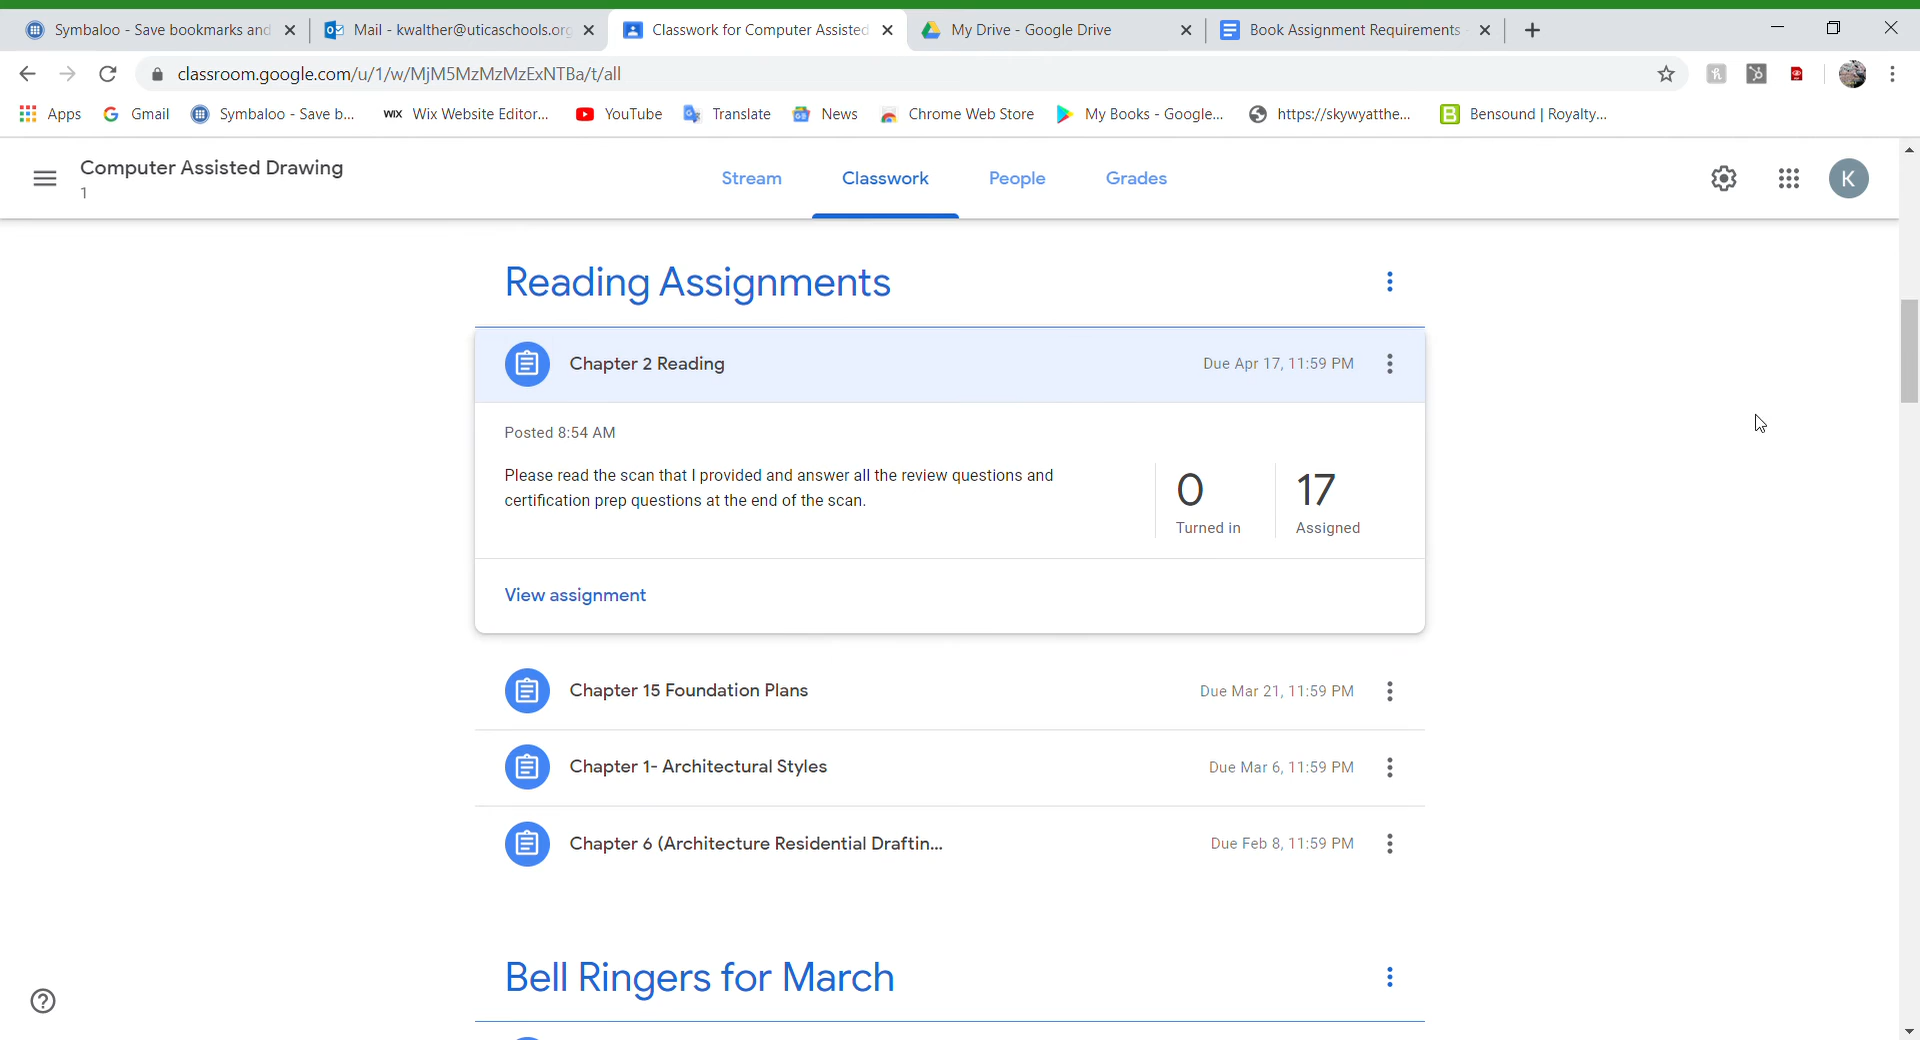 Symbaloo - Save bookmarks and
Mail - kwalther@uticaschools.org
Classwork for Computer Assisted
My Drive - Google Drive
Book Assignment Requirements
classroom.google.com/u/1/w/MjM5MzMzMzExNTBa/t/all
Apps
Gmail
Symbaloo - Save b...
WIX Wix Website Editor...
YouTube
Translate
News
Chrome Web Store
My Books - Google...
https://skywyatthe...
B Bensound | Royalty...
Computer Assisted Drawing
1
Stream
Classwork
People
Grades
K
Reading Assignments
Chapter 2 Reading
Due Apr 17, 11:59 PM
Posted 8:54 AM
Please read the scan that I provided and answer all the review questions and
certification prep questions at the end of the scan.
0
Turned in
17
Assigned
View assignment
Chapter 15 Foundation Plans
Due Mar 21, 11:59 PM
Chapter 1- Architectural Styles
Due Mar 6, 11:59 PM
Chapter 6 (Architecture Residential Draftin...
Due Feb 8, 11:59 PM
Bell Ringers for March